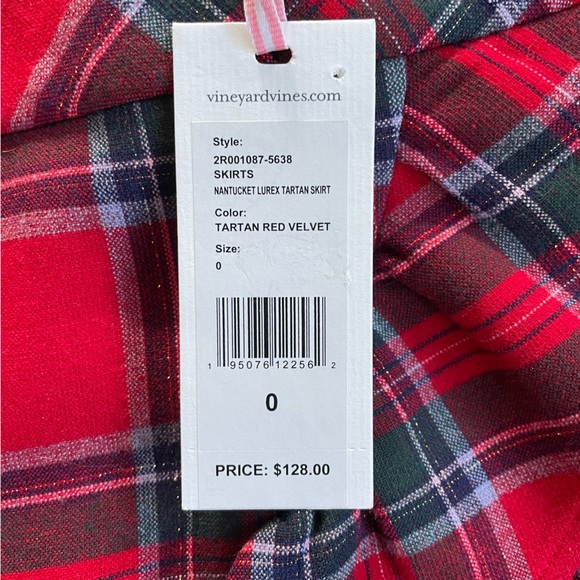 vineyardvines.com
Style:
2R001087-5638
SKIRTS
NANTUCKET LUREX TARTAN SKIRT
Color:
TARTAN RED VELVET
Size:
0
1 95076 12256 2
0
PRICE: $128.00